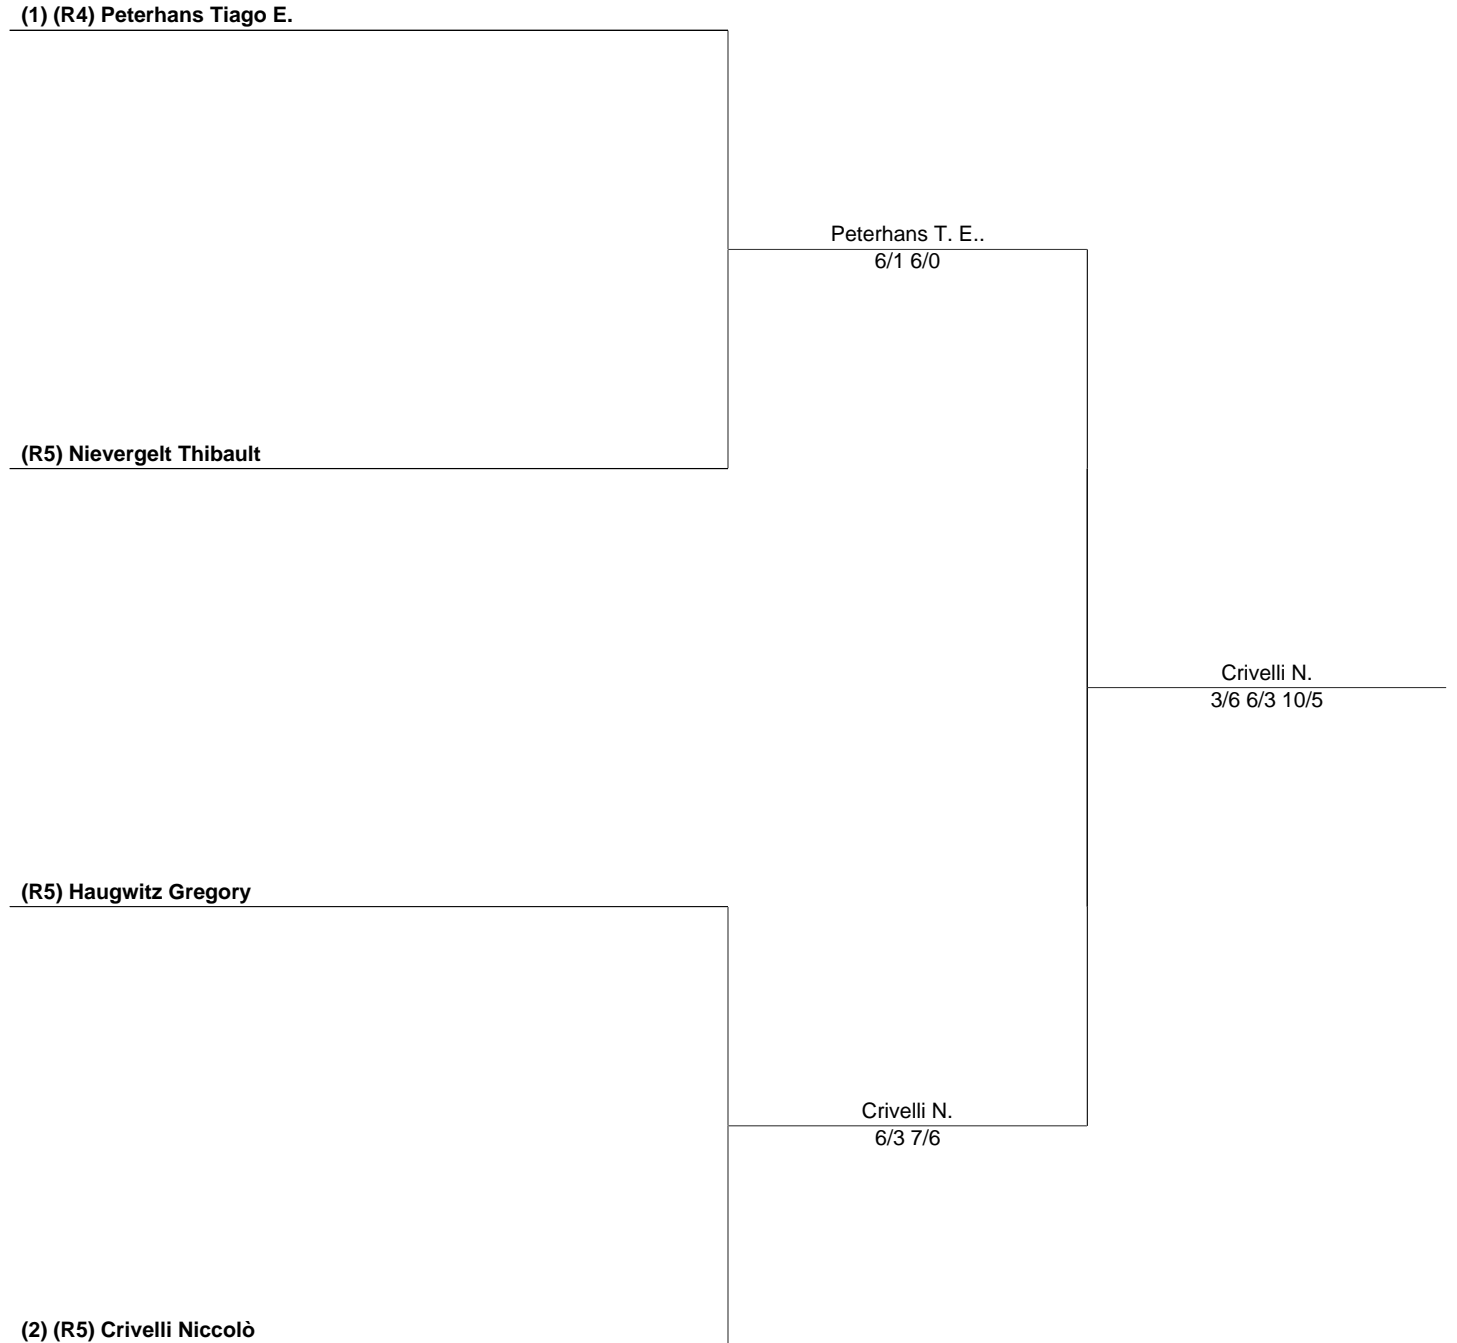 (1) (R4) Peterhans Tiago E.
Peterhans T. E..
6/1 6/0
(R5) Nievergelt Thibault
Crivelli N.
3/6 6/3 10/5
(R5) Haugwitz Gregory
Crivelli N.
6/3 7/6
(2) (R5) Crivelli Niccolò